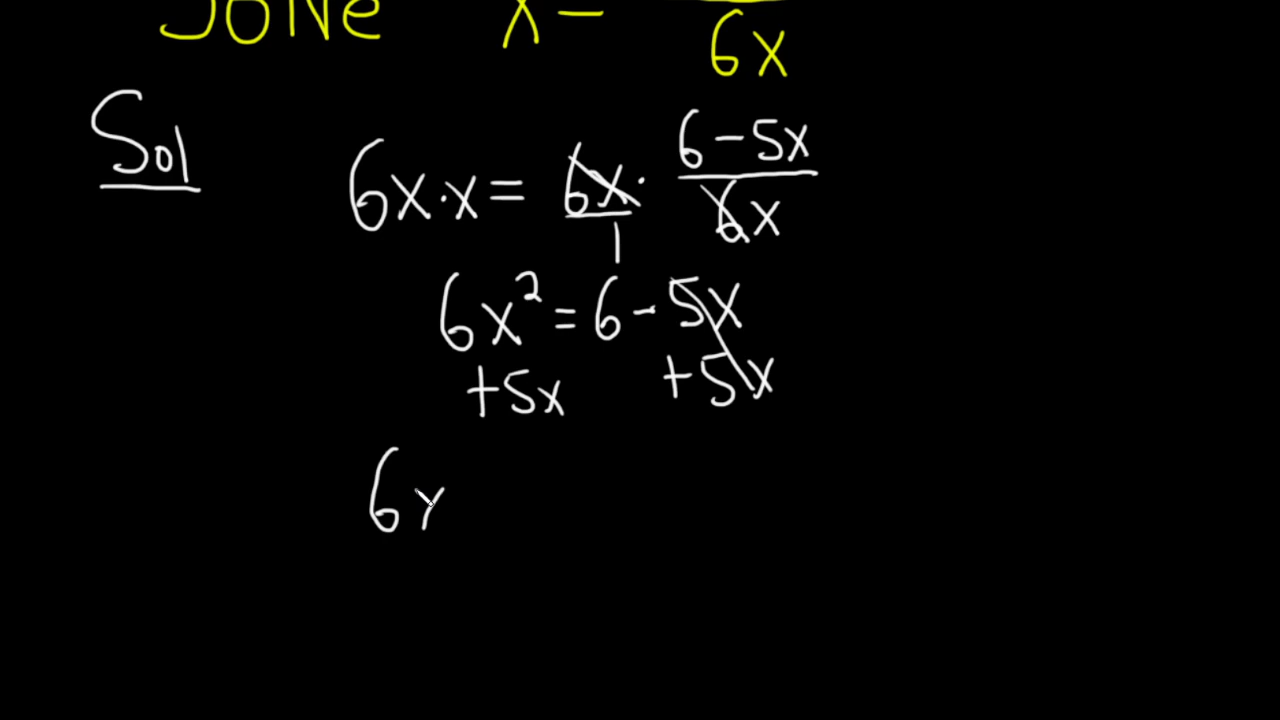 Solve x =
6x
Sol
6x·x = 6x/1 · (6-5x)/(6x)
6x² = 6 - 5x
+5x +5x
6x